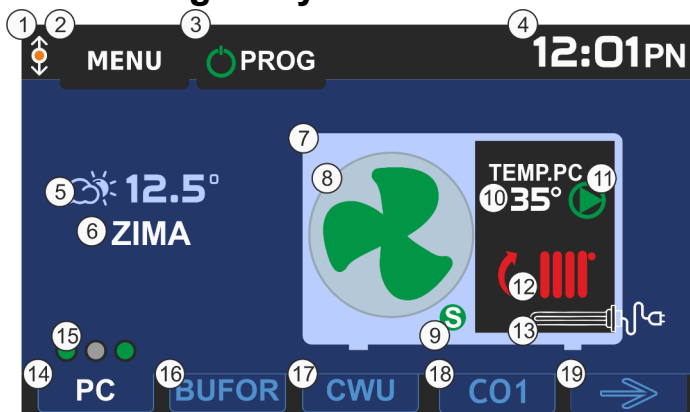 1 2 3 4
MENU PROG 12:01PN
7
8 TEMP.PC 11
5 12.5° 10 35°
6 ZIMA
12
9 S 13
15
14 16 17 18 19
PC BUFOR CWU CO1